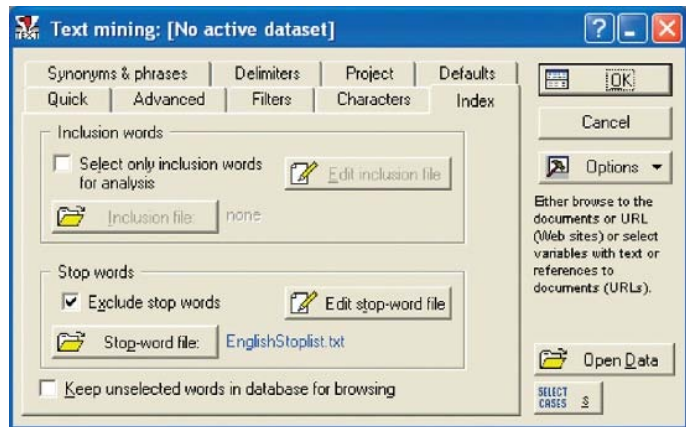 Text mining: [No active dataset]
Synonyms & phrases Delimiters Project Defaults
Quick Advanced Filters Characters Index
Inclusion words
Select only inclusion words
for analysis
Edit inclusion file
Inclusion file: none
Stop words
Exclude stop words
Edit stop-word file
Stop-word file: EnglishStoplist.txt
Keep unselected words in database for browsing
OK
Cancel
Options
Either browse to the
documents or URL
(Web sites) or select
variables with text or
references to
documents (URLs).
Open Data
SELECT
CASES S